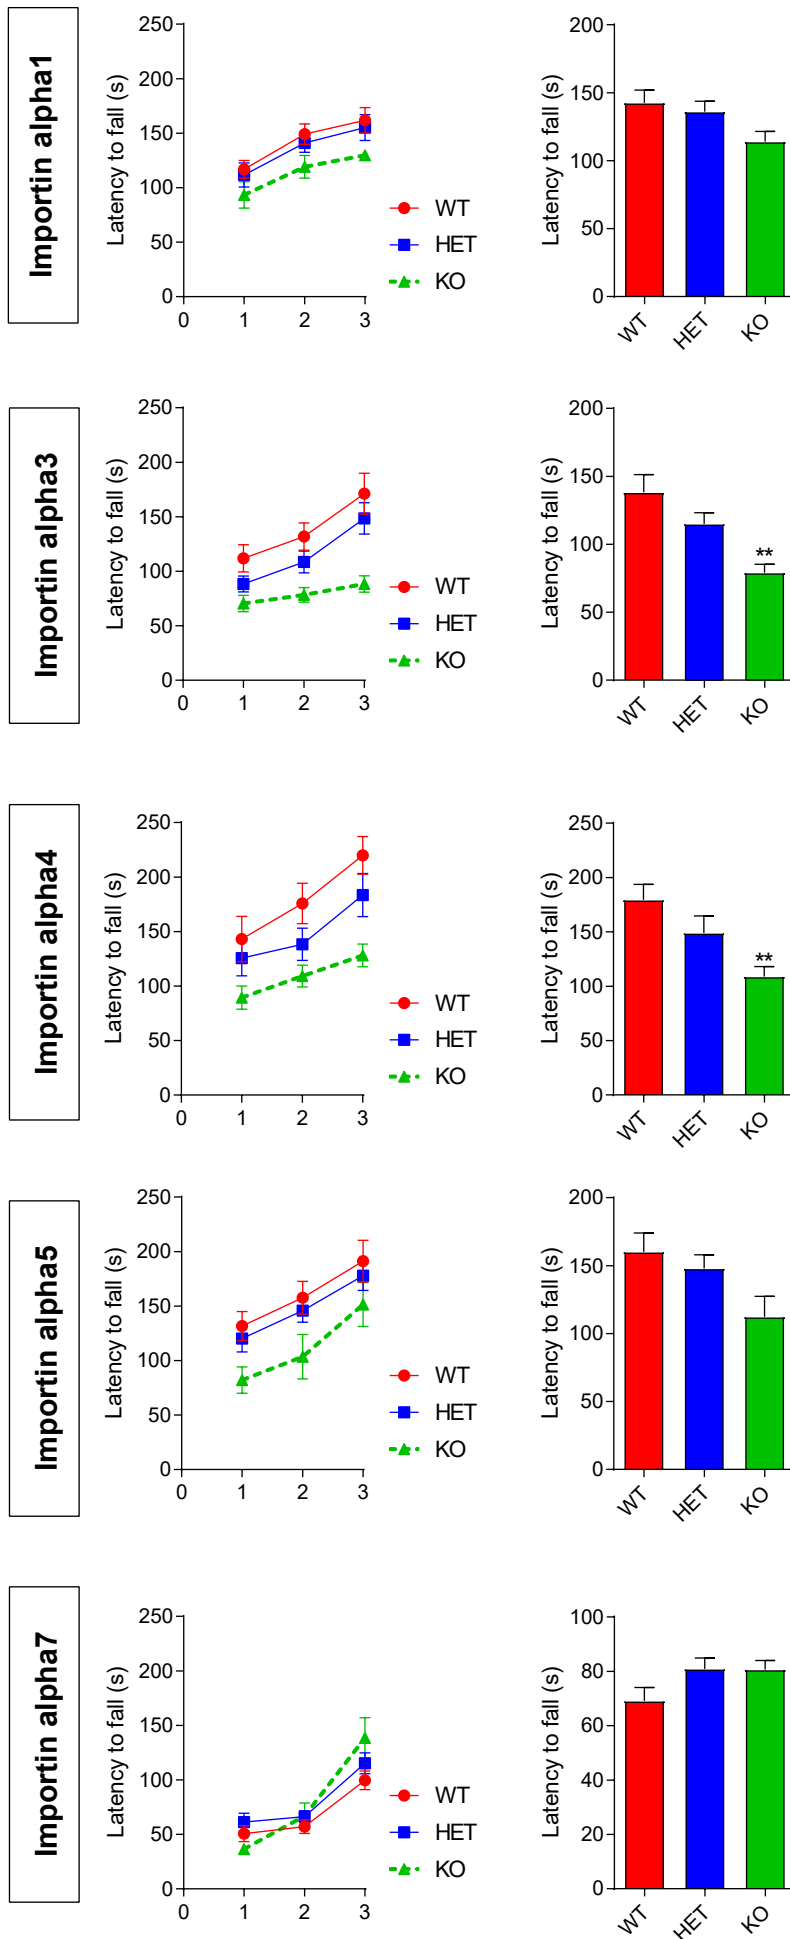 Importin alpha1
Latency to fall (s)
250
200
150
100
50
0
0 1 2 3
WT
HET
KO
Latency to fall (s)
200
150
100
50
0
WT HET KO
Importin alpha3
Latency to fall (s)
250
200
150
100
50
0
0 1 2 3
WT
HET
KO
Latency to fall (s)
200
150
100
50
0
**
WT HET KO
Importin alpha4
Latency to fall (s)
250
200
150
100
50
0
0 1 2 3
WT
HET
KO
Latency to fall (s)
250
200
150
100
50
0
**
WT HET KO
Importin alpha5
Latency to fall (s)
250
200
150
100
50
0
0 1 2 3
WT
HET
KO
Latency to fall (s)
200
150
100
50
0
WT HET KO
Importin alpha7
Latency to fall (s)
250
200
150
100
50
0
0 1 2 3
WT
HET
KO
Latency to fall (s)
100
80
60
40
20
0
WT HET KO